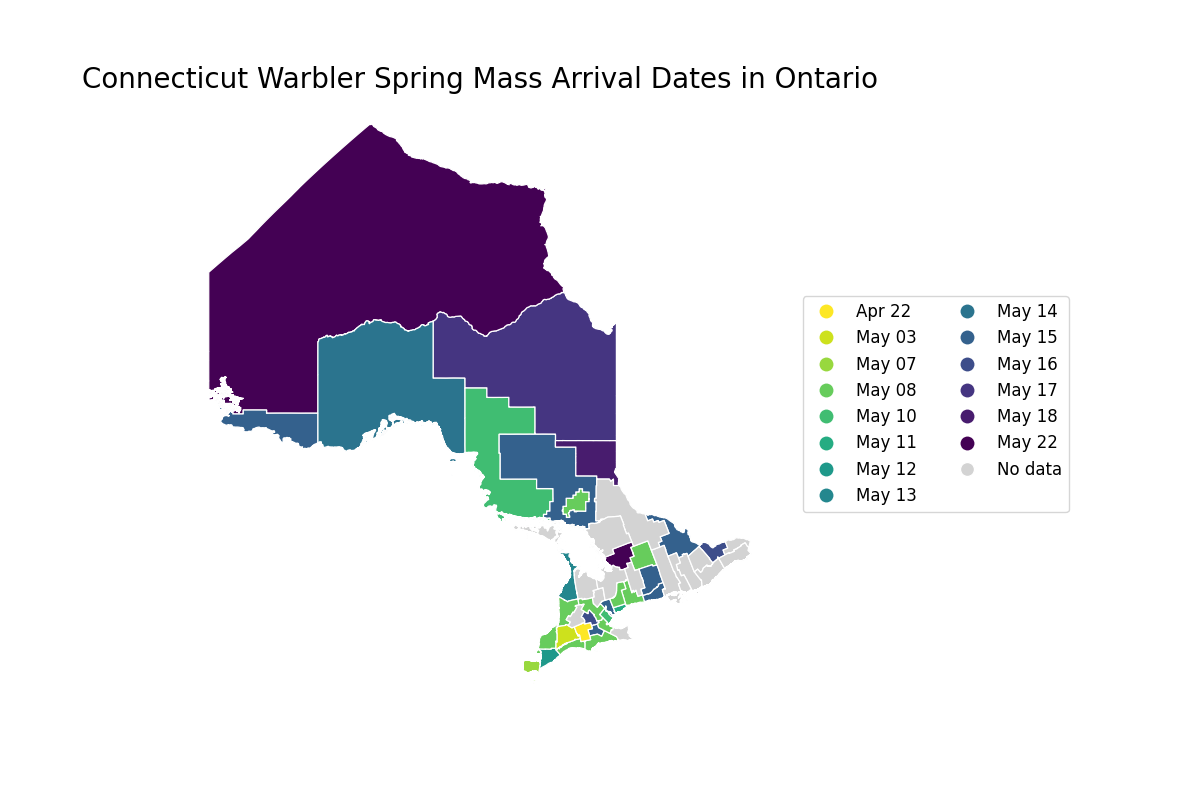 Connecticut Warbler Spring Mass Arrival Dates in Ontario
Apr 22
May 03
May 07
May 08
May 10
May 11
May 12
May 13
May 14
May 15
May 16
May 17
May 18
May 22
No data